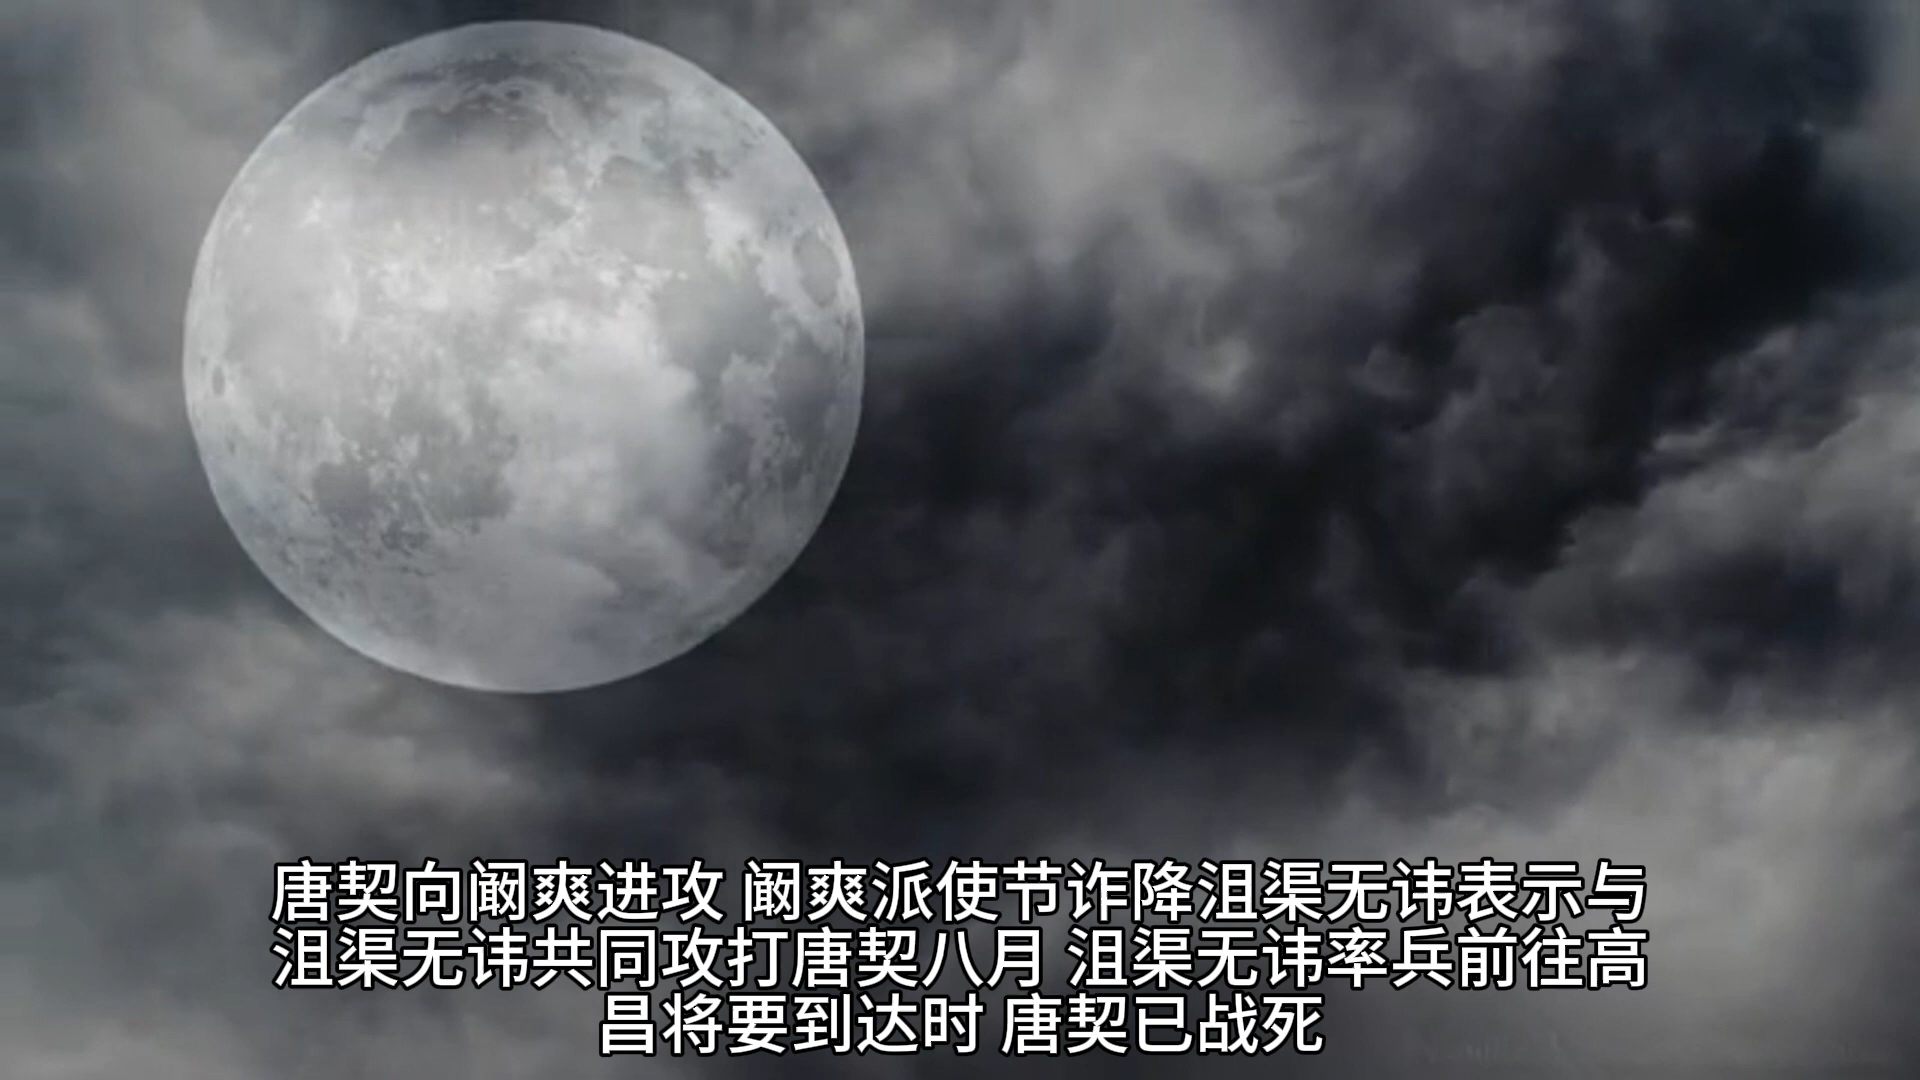 唐契向阚爽进攻 阚爽派使节诈降沮渠无讳表示与
沮渠无讳共同攻打唐契八月 沮渠无讳率兵前往高
昌将要到达时 唐契已战死